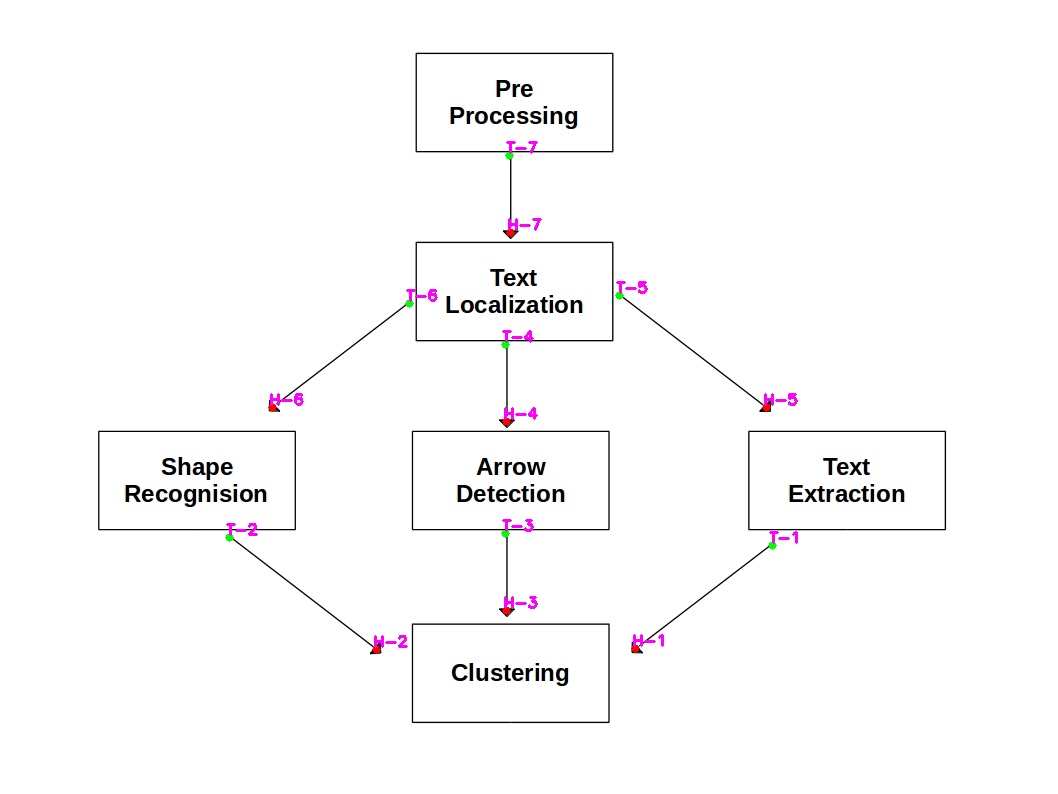 Pre
Processing
T-7
H-7
Text
Localization
T-6
T-5
T-4
H-6
H-4
H-5
Shape
Recognision
Arrow
Detection
Text
Extraction
T-2
T-3
T-1
H-3
H-2
H-1
Clustering